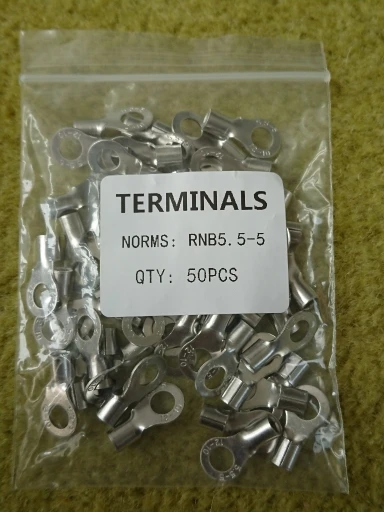 TERMINALS
NORMS: RNB5.5-5
QTY: 50PCS